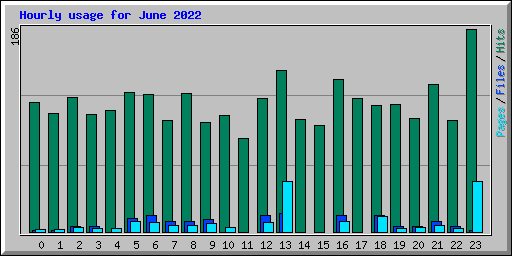 Hourly usage for June 2022
186
Pages/Files/Hits
0 1 2 3 4 5 6 7 8 9 10 11 12 13 14 15 16 17 18 19 20 21 22 23